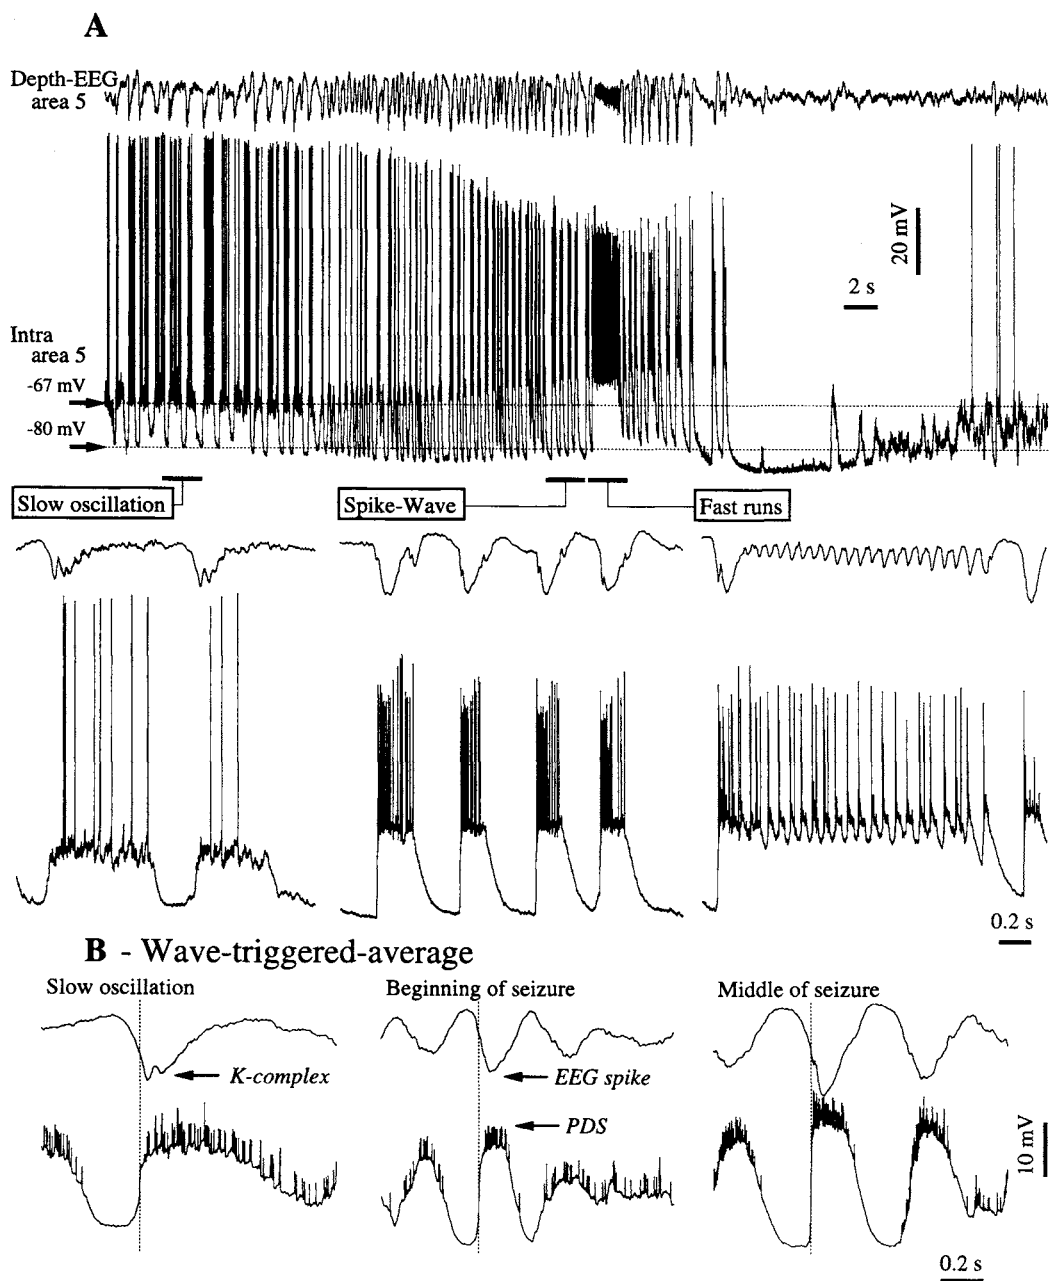 A
Depth-EEG
area 5
20 mV
2 s
Intra
area 5
-67 mV
-80 mV
Slow oscillation
Spike-Wave
Fast runs
0.2 s
B - Wave-triggered-average
Slow oscillation
Beginning of seizure
Middle of seizure
K-complex
EEG spike
PDS
10 mV
0.2 s